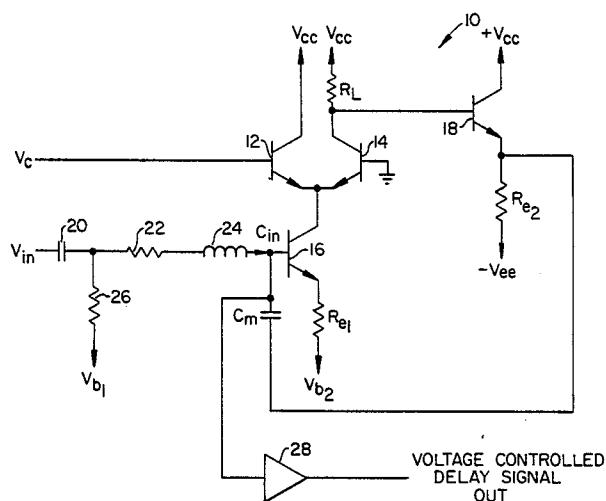 10
Vcc
Vcc
+Vcc
RL
12
14
18
Vc
Re2
20
22
24
Cin
16
Vin
-Vee
26
Cm
Re1
Vb1
Vb2
28
VOLTAGE CONTROLLED
DELAY SIGNAL
OUT